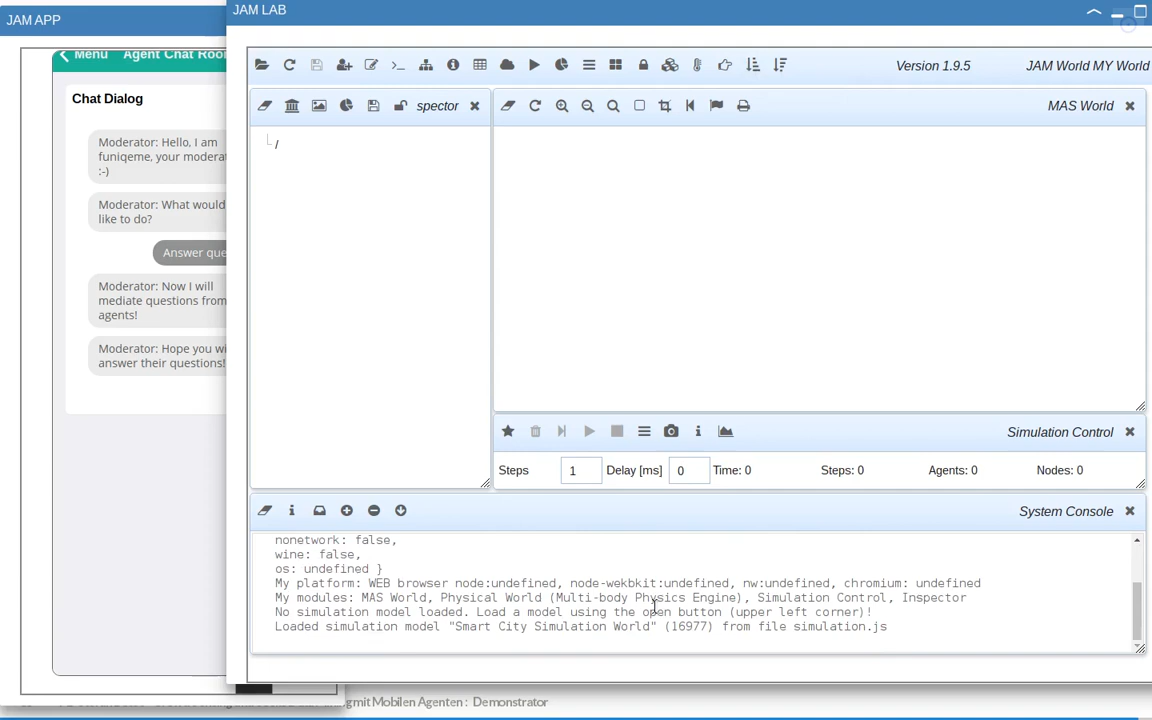 JAM APP
JAM LAB
Menu Agent Chat
Chat Dialog
Moderator: Hello, I am
funiqeme, your
:-)
Moderator: What would
like to do?
Answer
Moderator: Now I will
mediate questions from
agents!
Moderator: Hope you
answer their questions!
Version 1.9.5
JAM World MY World
spector
MAS World
/
Simulation Control
Steps 1 Delay [ms] 0 Time: 0 Steps: 0 Agents: 0 Nodes: 0
System Console
nonetwork: false,
wine: false,
os: undefined }
My platform: WEB browser node:undefined, node-wekbkit:undefined, nw:undefined, chromium: undefined
My modules: MAS World, Physical World (Multi-body Physics Engine), Simulation Control, Inspector
No simulation model loaded. Load a model using the open button (upper left corner)!
Loaded simulation model "Smart City Simulation World" (16977) from file simulation.js
mit Mobilen Agenten : Demonstrator